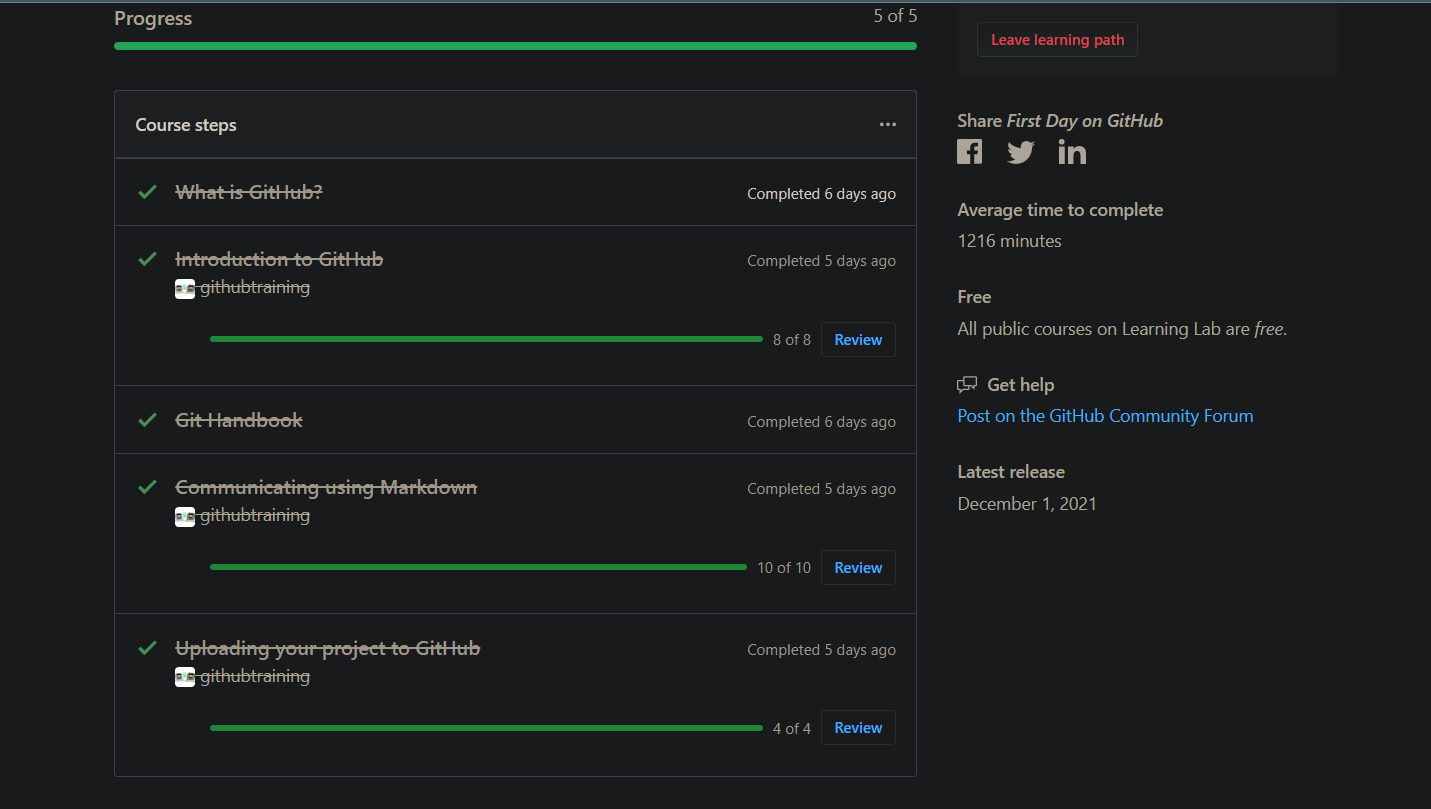 Progress
5 of 5
Course steps
What is GitHub?
Completed 6 days ago
Introduction to GitHub
Completed 5 days ago
githubtraining
8 of 8
Review
Git Handbook
Completed 6 days ago
Communicating using Markdown
Completed 5 days ago
githubtraining
10 of 10
Review
Uploading your project to GitHub
Completed 5 days ago
githubtraining
4 of 4
Review
Leave learning path
Share First Day on GitHub
Average time to complete
1216 minutes
Free
All public courses on Learning Lab are free.
Get help
Post on the GitHub Community Forum
Latest release
December 1, 2021